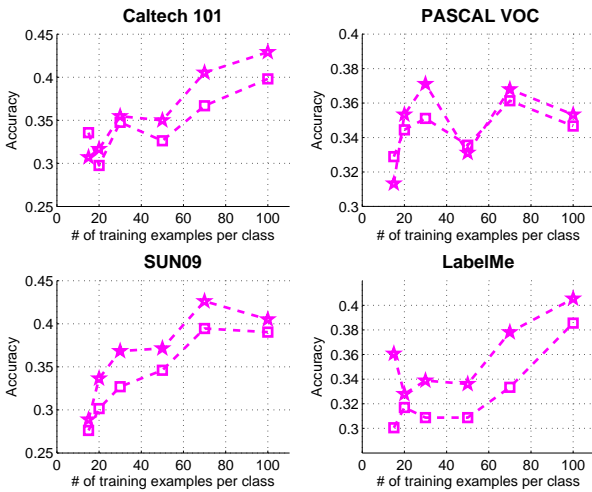 Caltech 101
PASCAL VOC
Accuracy
0.45
0.4
0.35
0.3
0.25
0 20 40 60 80 100
# of training examples per class
Accuracy
0.4
0.38
0.36
0.34
0.32
0.3
0 20 40 60 80 100
# of training examples per class
SUN09
LabelMe
Accuracy
0.45
0.4
0.35
0.3
0.25
0 20 40 60 80 100
# of training examples per class
Accuracy
0.4
0.38
0.36
0.34
0.32
0.3
0 20 40 60 80 100
# of training examples per class